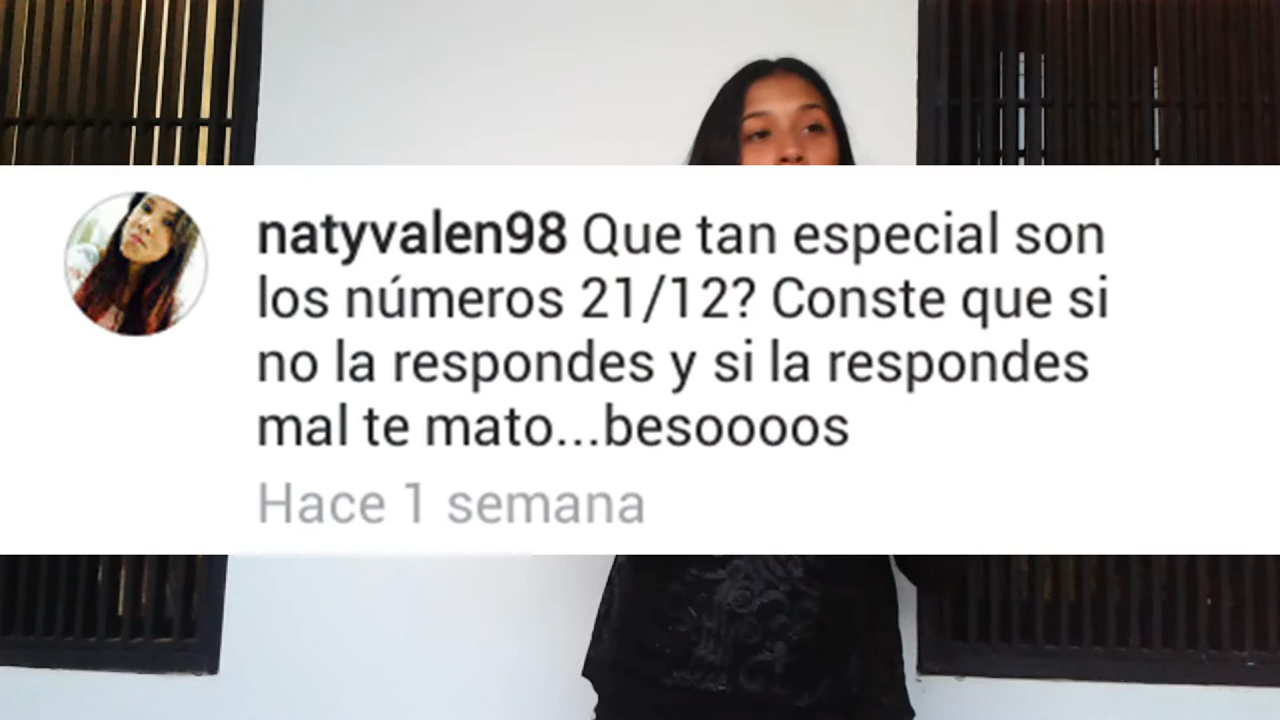 natyvalen98 Que tan especial son
los números 21/12? Conste que si
no la respondes y si la respondes
mal te mato...besoooos
Hace 1 semana